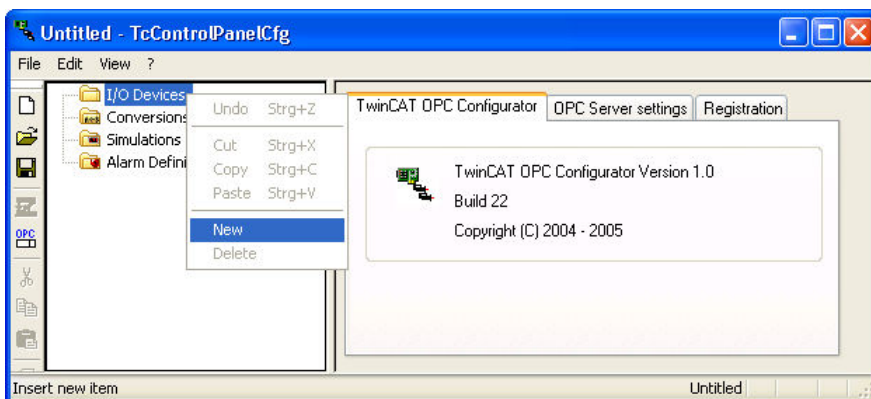 Untitled - TcControlPanelCfg
File Edit View ?
I/O Devices
Conversions
Simulations
Alarm Defini
Undo Strg+Z
Cut Strg+X
Copy Strg+C
Paste Strg+V
New
Delete
TwinCAT OPC Configurator OPC Server settings Registration
TwinCAT OPC Configurator Version 1.0
Build 22
Copyright (C) 2004 - 2005
OPC
Insert new item
Untitled